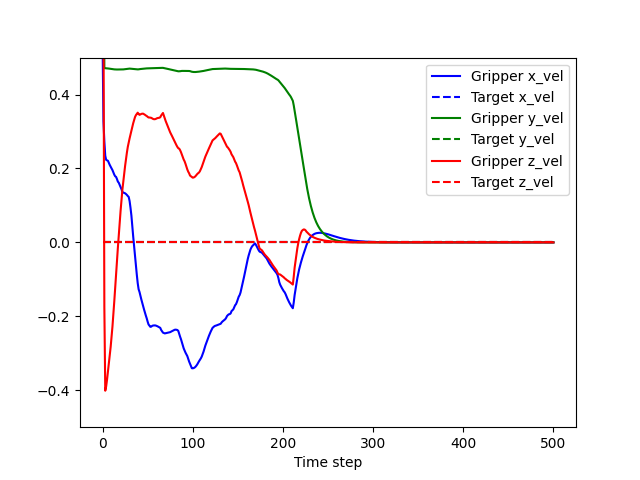 Gripper x_vel
Target x_vel
Gripper y_vel
Target y_vel
Gripper z_vel
Target z_vel
0.4
0.2
0.0
−0.2
−0.4
0 100 200 300 400 500
Time step